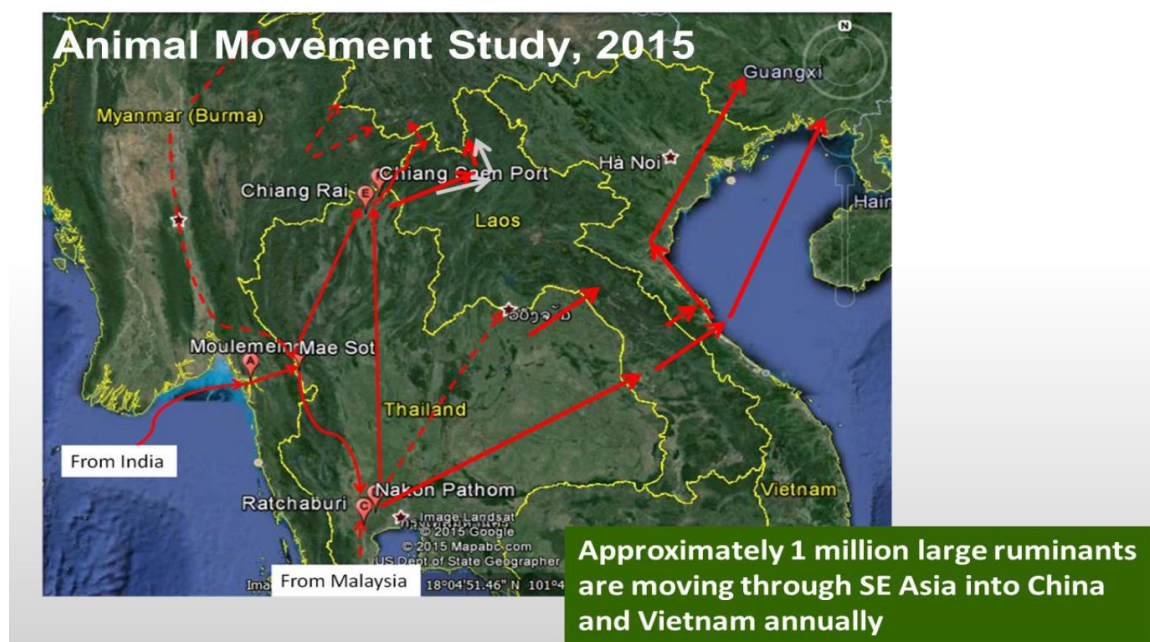 Animal Movement Study, 2015
N
Guangxi
Myanmar (Burma)
Hà Noi
Chiang Saen Port
Chiang Rai
Hain
Laos
Moulemein
Mae Sot
A
E
Thailand
From India
Nakon Pathom
Ratchaburi
C
Vietnam
Image Landsat
© 2015 Google
© 2015 Mapabc.com
US Dept of State Geographer
From Malaysia
Ima
18°04'51.46" N 101°4
Approximately 1 million large ruminants
are moving through SE Asia into China
and Vietnam annually